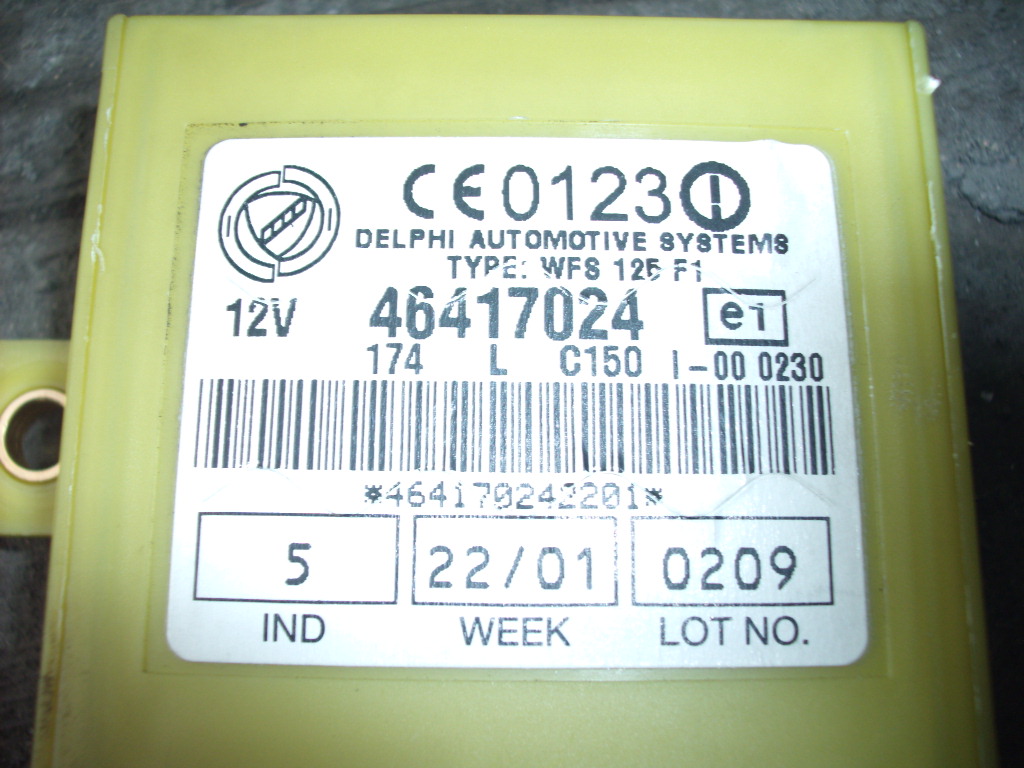 CE0123
DELPHI AUTOMOTIVE SYSTEMS
TYPE: WFS 125 F1
12V 46417024 e1
174 L C150 I-00 0230
*464170242201*
5 22/01 0209
IND WEEK LOT NO.